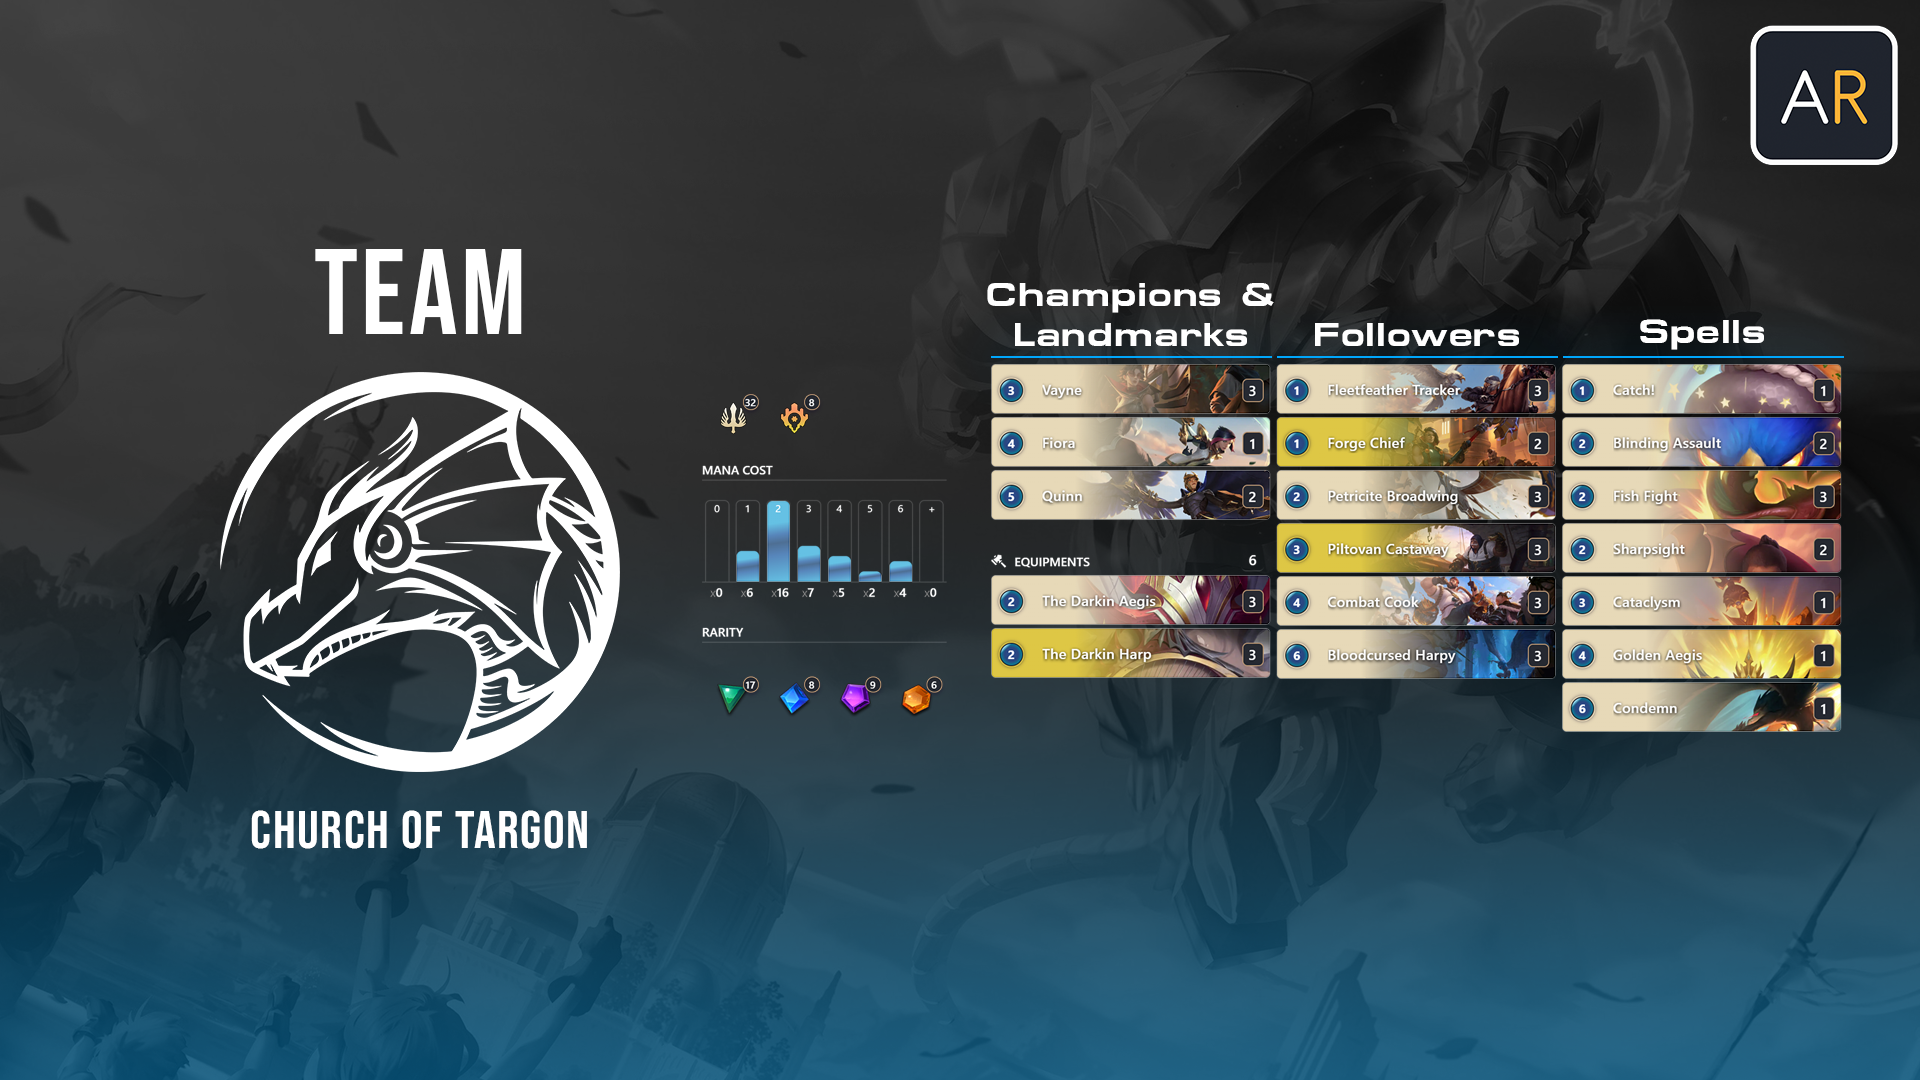 AR
TEAM
CHURCH OF TARGON
32 8
MANA COST
0 1 2 3 4 5 6 +
x0 x6 x16 x7 x5 x2 x4 x0
RARITY
17 8 9 6
Champions &
Landmarks
3 Vayne 3
4 Fiora 1
5 Quinn 2
EQUIPMENTS 6
2 The Darkin Aegis 3
2 The Darkin Harp 3
Followers
1 Fleetfeather Tracker 3
1 Forge Chief 2
2 Petricite Broadwing 3
3 Piltovan Castaway 3
4 Combat Cook 3
6 Bloodcursed Harpy 3
Spells
1 Catch! 1
2 Blinding Assault 2
2 Fish Fight 3
2 Sharpsight 2
3 Cataclysm 1
4 Golden Aegis 1
6 Condemn 1